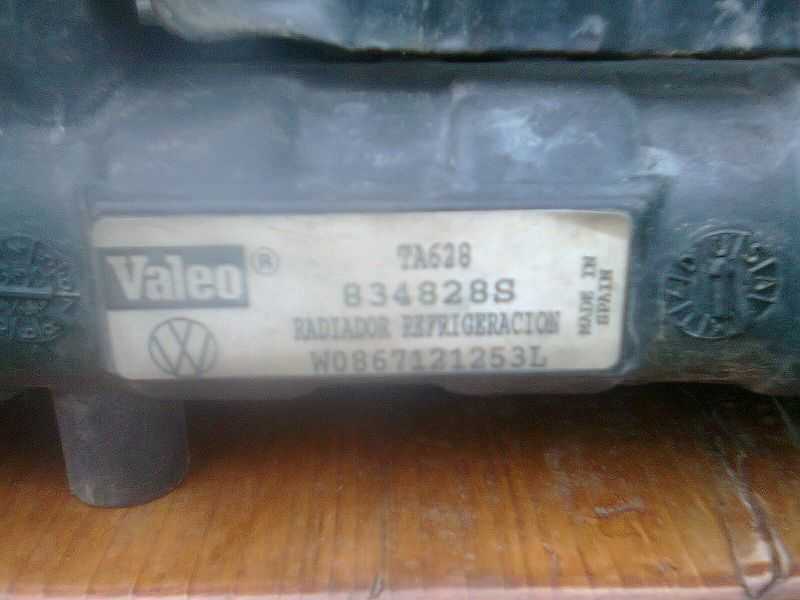 Valeo®
TA628
834828S
RADIADOR REFRIGERACION
W0867121253L
MADE IN
SPAIN